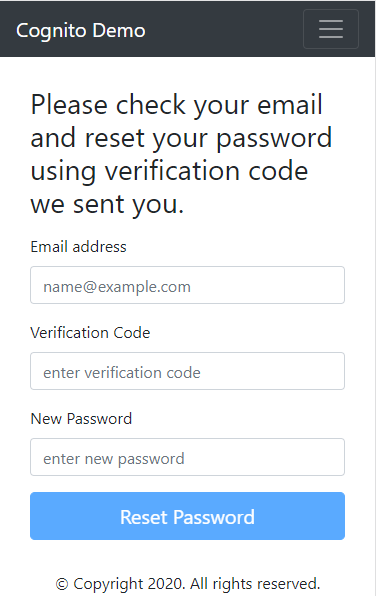 Cognito Demo
Please check your email
and reset your password
using verification code
we sent you.
Email address
name@example.com
Verification Code
enter verification code
New Password
enter new password
Reset Password
© Copyright 2020. All rights reserved.